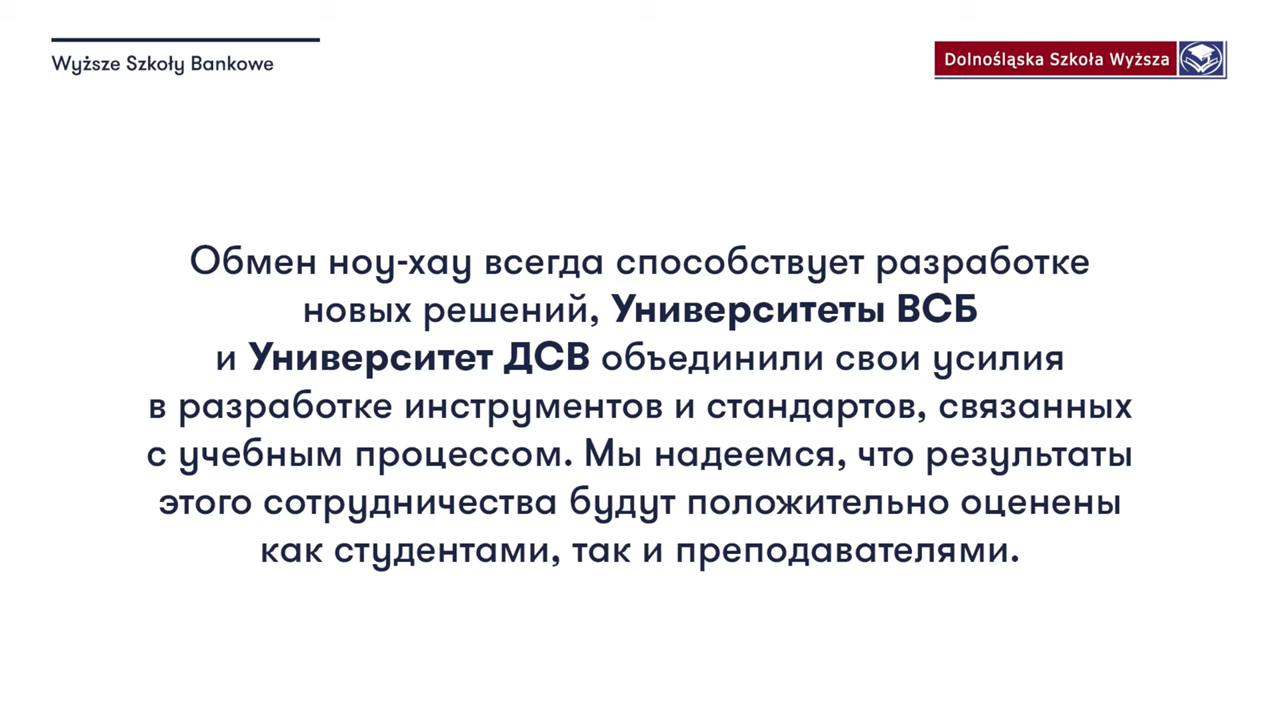 Wyższe Szkoły Bankowe
Dolnośląska Szkoła Wyższa
Обмен ноу-хау всегда способствует разработке
новых решений, Университеты ВСБ
и Университет ДСВ объединили свои усилия
в разработке инструментов и стандартов, связанных
с учебным процессом. Мы надеемся, что результаты
этого сотрудничества будут положительно оценены
как студентами, так и преподавателями.